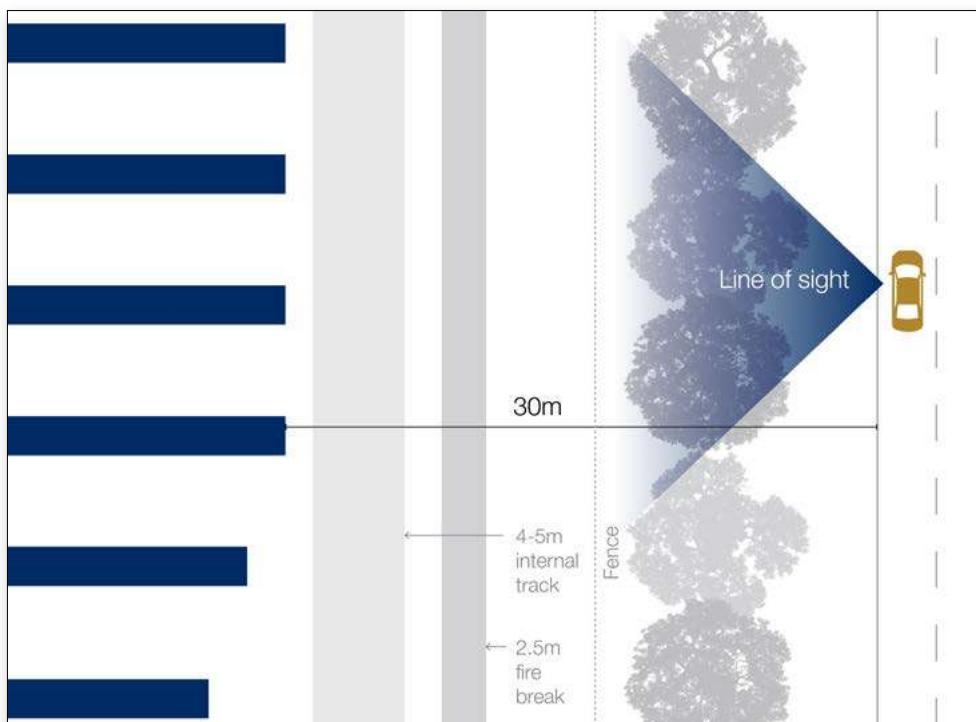 Line of sight
30m
4-5m
internal
track
Fence
2.5m
fire
break